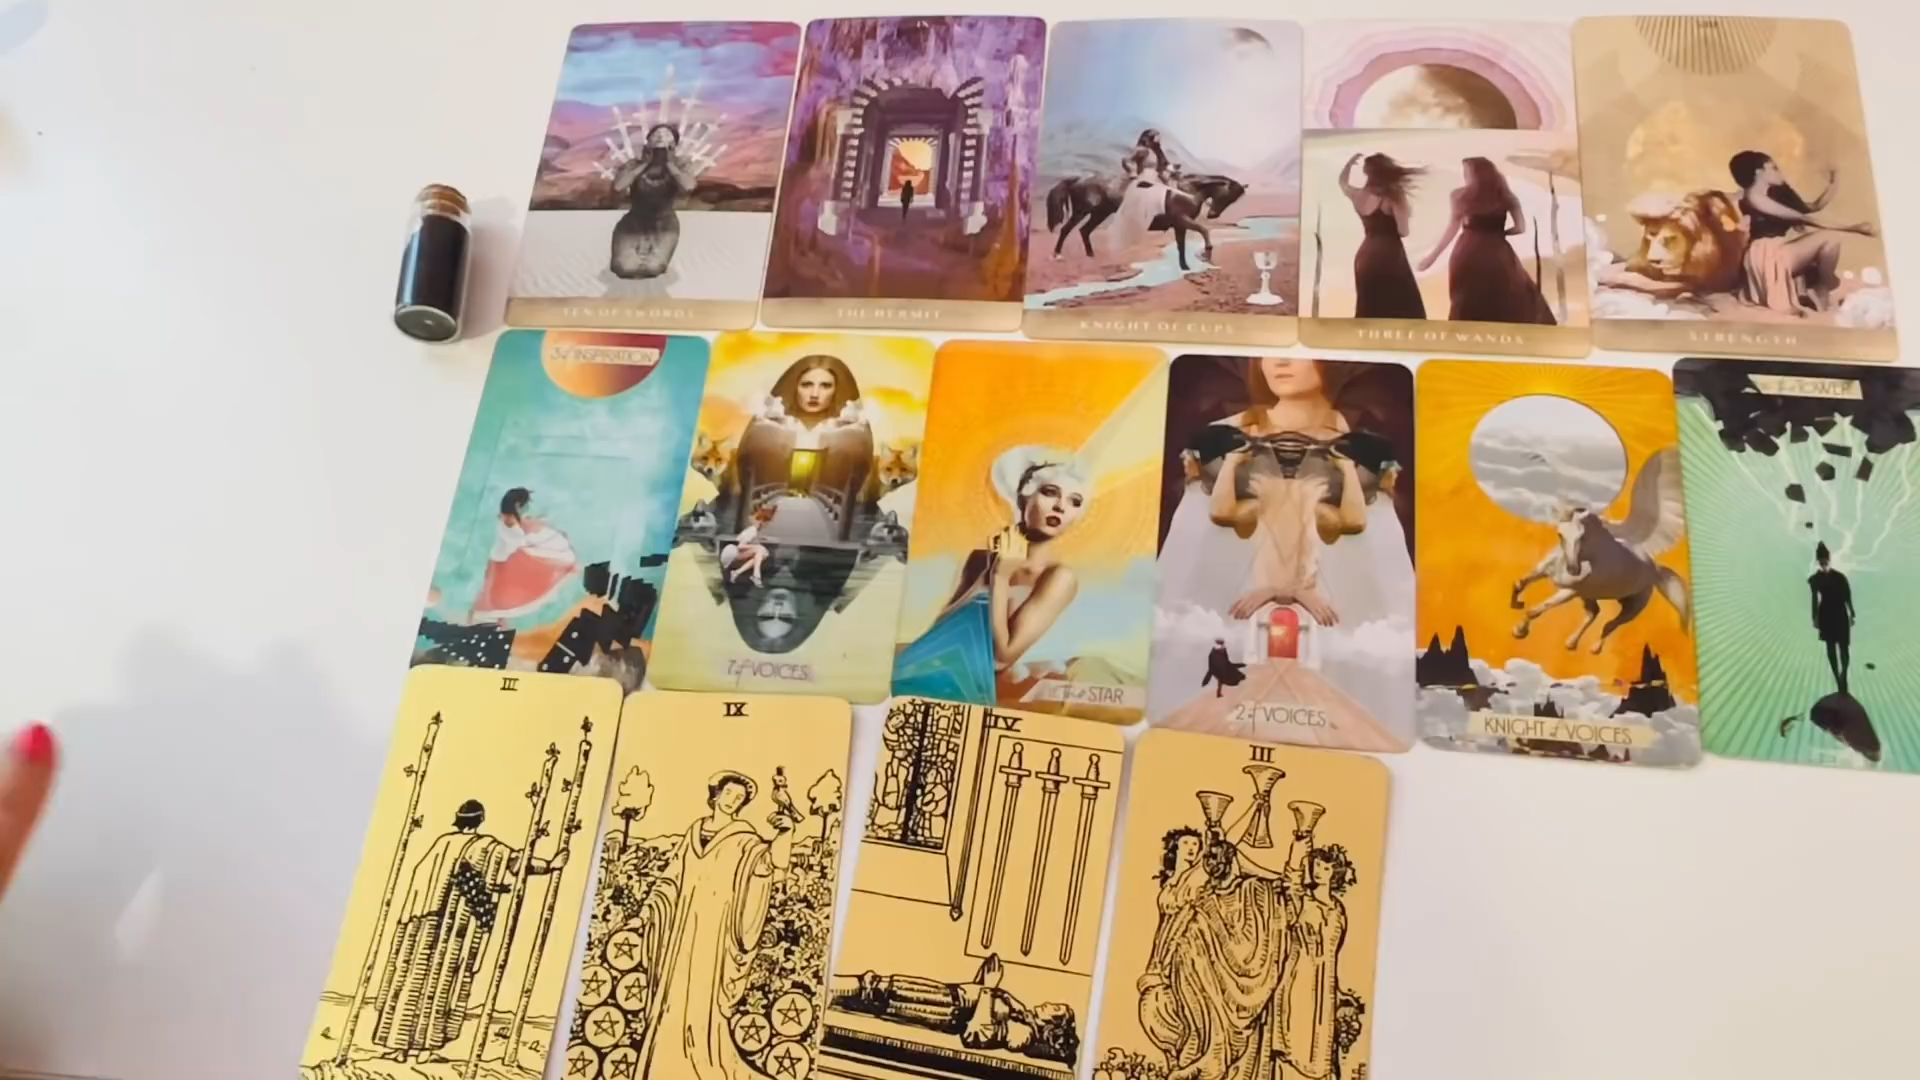 TEN OF SWORDS
THE HERMIT
KNIGHT OF CUPS
THREE OF WANDS
STRENGTH
3 of INSPIRATION
7 of VOICES
the STAR
2 of VOICES
KNIGHT of VOICES
the TOWER
III
IX
IV
III